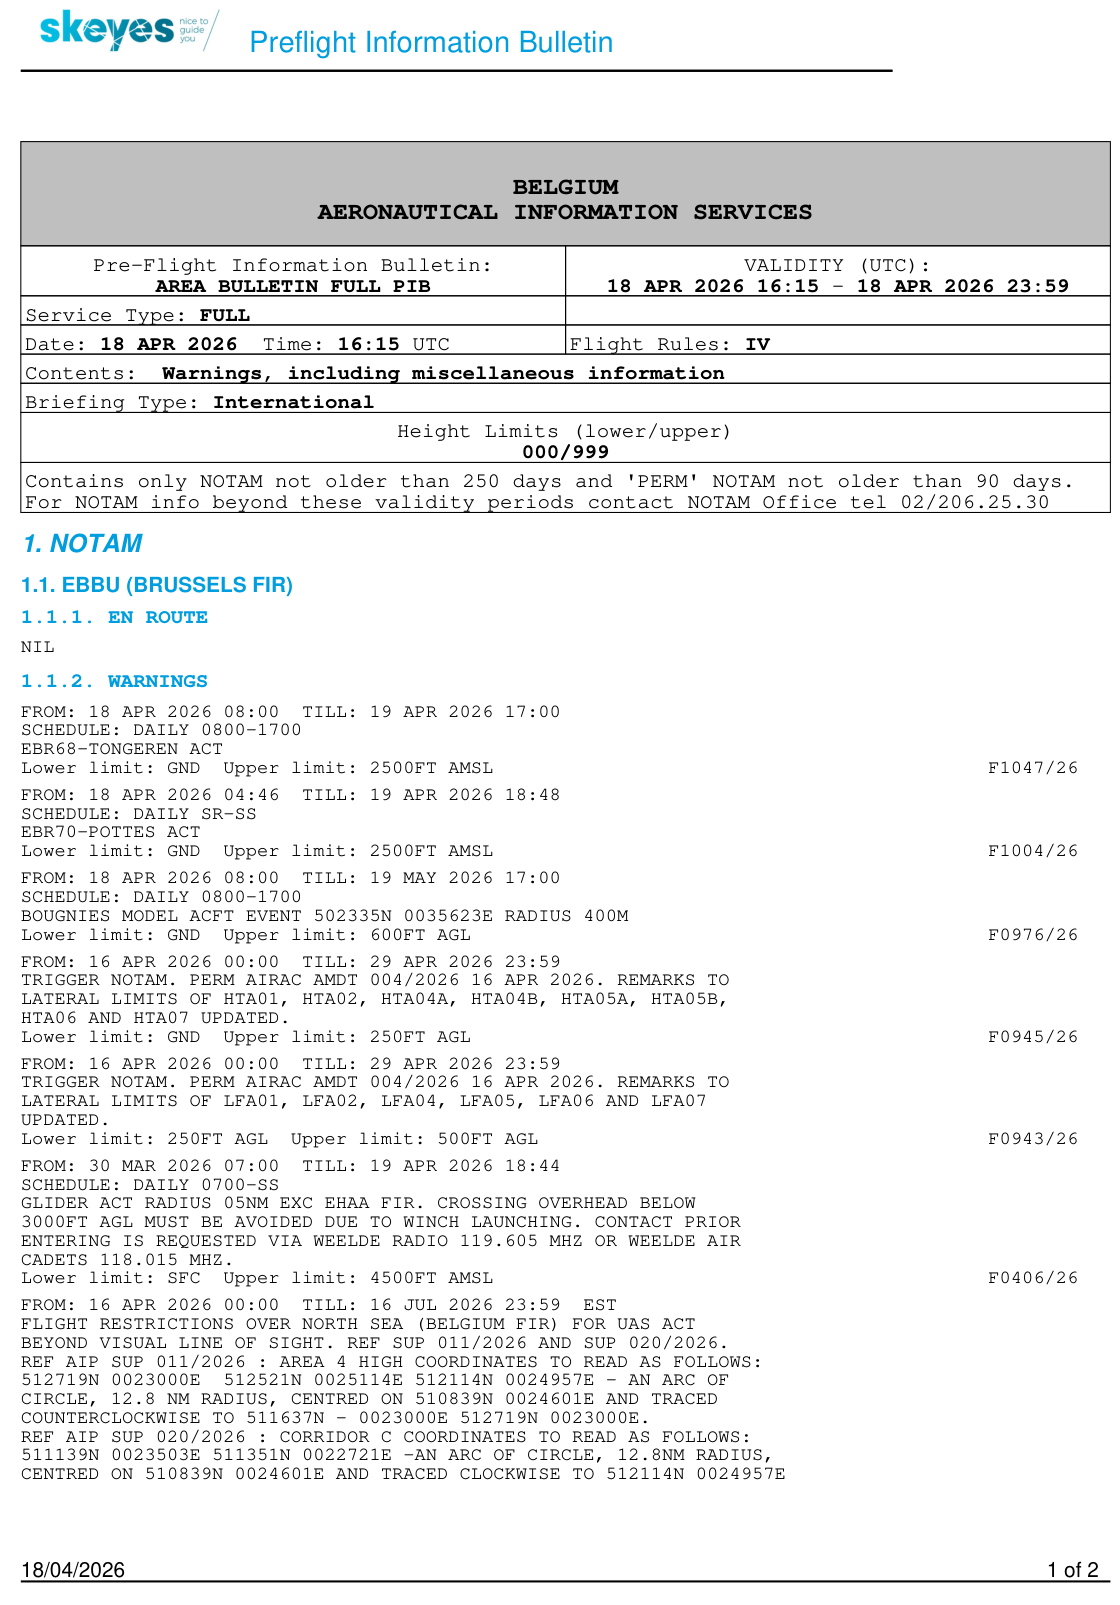 skeyes nice to guide you
Preflight Information Bulletin
BELGIUM
AERONAUTICAL INFORMATION SERVICES
Pre-Flight Information Bulletin:
AREA BULLETIN FULL PIB
VALIDITY (UTC):
18 APR 2026 16:15 - 18 APR 2026 23:59
Service Type: FULL
Date: 18 APR 2026  Time: 16:15 UTC
Flight Rules: IV
Contents:  Warnings, including miscellaneous information
Briefing Type: International
Height Limits (lower/upper)
000/999
Contains only NOTAM not older than 250 days and 'PERM' NOTAM not older than 90 days.
For NOTAM info beyond these validity periods contact NOTAM Office tel 02/206.25.30
1. NOTAM
1.1. EBBU (BRUSSELS FIR)
1.1.1. EN ROUTE
NIL
1.1.2. WARNINGS
FROM: 18 APR 2026 08:00  TILL: 19 APR 2026 17:00
SCHEDULE: DAILY 0800-1700
EBR68-TONGEREN ACT
Lower limit: GND  Upper limit: 2500FT AMSL F1047/26
FROM: 18 APR 2026 04:46  TILL: 19 APR 2026 18:48
SCHEDULE: DAILY SR-SS
EBR70-POTTES ACT
Lower limit: GND  Upper limit: 2500FT AMSL F1004/26
FROM: 18 APR 2026 08:00  TILL: 19 MAY 2026 17:00
SCHEDULE: DAILY 0800-1700
BOUGNIES MODEL ACFT EVENT 502335N 0035623E RADIUS 400M
Lower limit: GND  Upper limit: 600FT AGL F0976/26
FROM: 16 APR 2026 00:00  TILL: 29 APR 2026 23:59
TRIGGER NOTAM. PERM AIRAC AMDT 004/2026 16 APR 2026. REMARKS TO
LATERAL LIMITS OF HTA01, HTA02, HTA04A, HTA04B, HTA05A, HTA05B,
HTA06 AND HTA07 UPDATED.
Lower limit: GND  Upper limit: 250FT AGL F0945/26
FROM: 16 APR 2026 00:00  TILL: 29 APR 2026 23:59
TRIGGER NOTAM. PERM AIRAC AMDT 004/2026 16 APR 2026. REMARKS TO
LATERAL LIMITS OF LFA01, LFA02, LFA04, LFA05, LFA06 AND LFA07
UPDATED.
Lower limit: 250FT AGL  Upper limit: 500FT AGL F0943/26
FROM: 30 MAR 2026 07:00  TILL: 19 APR 2026 18:44
SCHEDULE: DAILY 0700-SS
GLIDER ACT RADIUS 05NM EXC EHAA FIR. CROSSING OVERHEAD BELOW
3000FT AGL MUST BE AVOIDED DUE TO WINCH LAUNCHING. CONTACT PRIOR
ENTERING IS REQUESTED VIA WEELDE RADIO 119.605 MHZ OR WEELDE AIR
CADETS 118.015 MHZ.
Lower limit: SFC  Upper limit: 4500FT AMSL F0406/26
FROM: 16 APR 2026 00:00  TILL: 16 JUL 2026 23:59  EST
FLIGHT RESTRICTIONS OVER NORTH SEA (BELGIUM FIR) FOR UAS ACT
BEYOND VISUAL LINE OF SIGHT. REF SUP 011/2026 AND SUP 020/2026.
REF AIP SUP 011/2026 : AREA 4 HIGH COORDINATES TO READ AS FOLLOWS:
512719N 0023000E  512521N 0025114E 512114N 0024957E - AN ARC OF
CIRCLE, 12.8 NM RADIUS, CENTRED ON 510839N 0024601E AND TRACED
COUNTERCLOCKWISE TO 511637N - 0023000E 512719N 0023000E.
REF AIP SUP 020/2026 : CORRIDOR C COORDINATES TO READ AS FOLLOWS:
511139N 0023503E 511351N 0022721E -AN ARC OF CIRCLE, 12.8NM RADIUS,
CENTRED ON 510839N 0024601E AND TRACED CLOCKWISE TO 512114N 0024957E
18/04/2026
1 of 2